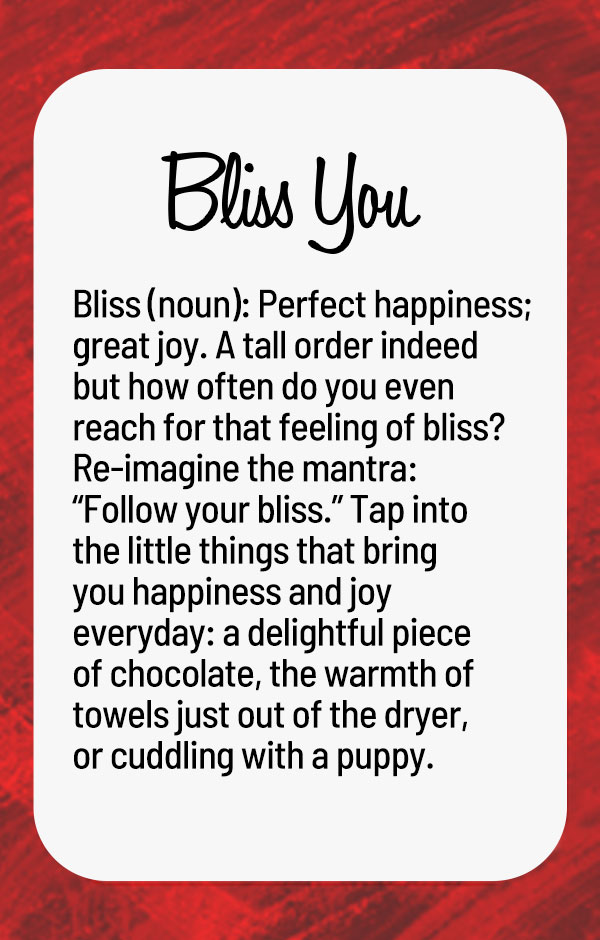 Bliss You
Bliss (noun): Perfect happiness;
great joy. A tall order indeed
but how often do you even
reach for that feeling of bliss?
Re-imagine the mantra:
“Follow your bliss.” Tap into
the little things that bring
you happiness and joy
everyday: a delightful piece
of chocolate, the warmth of
towels just out of the dryer,
or cuddling with a puppy.